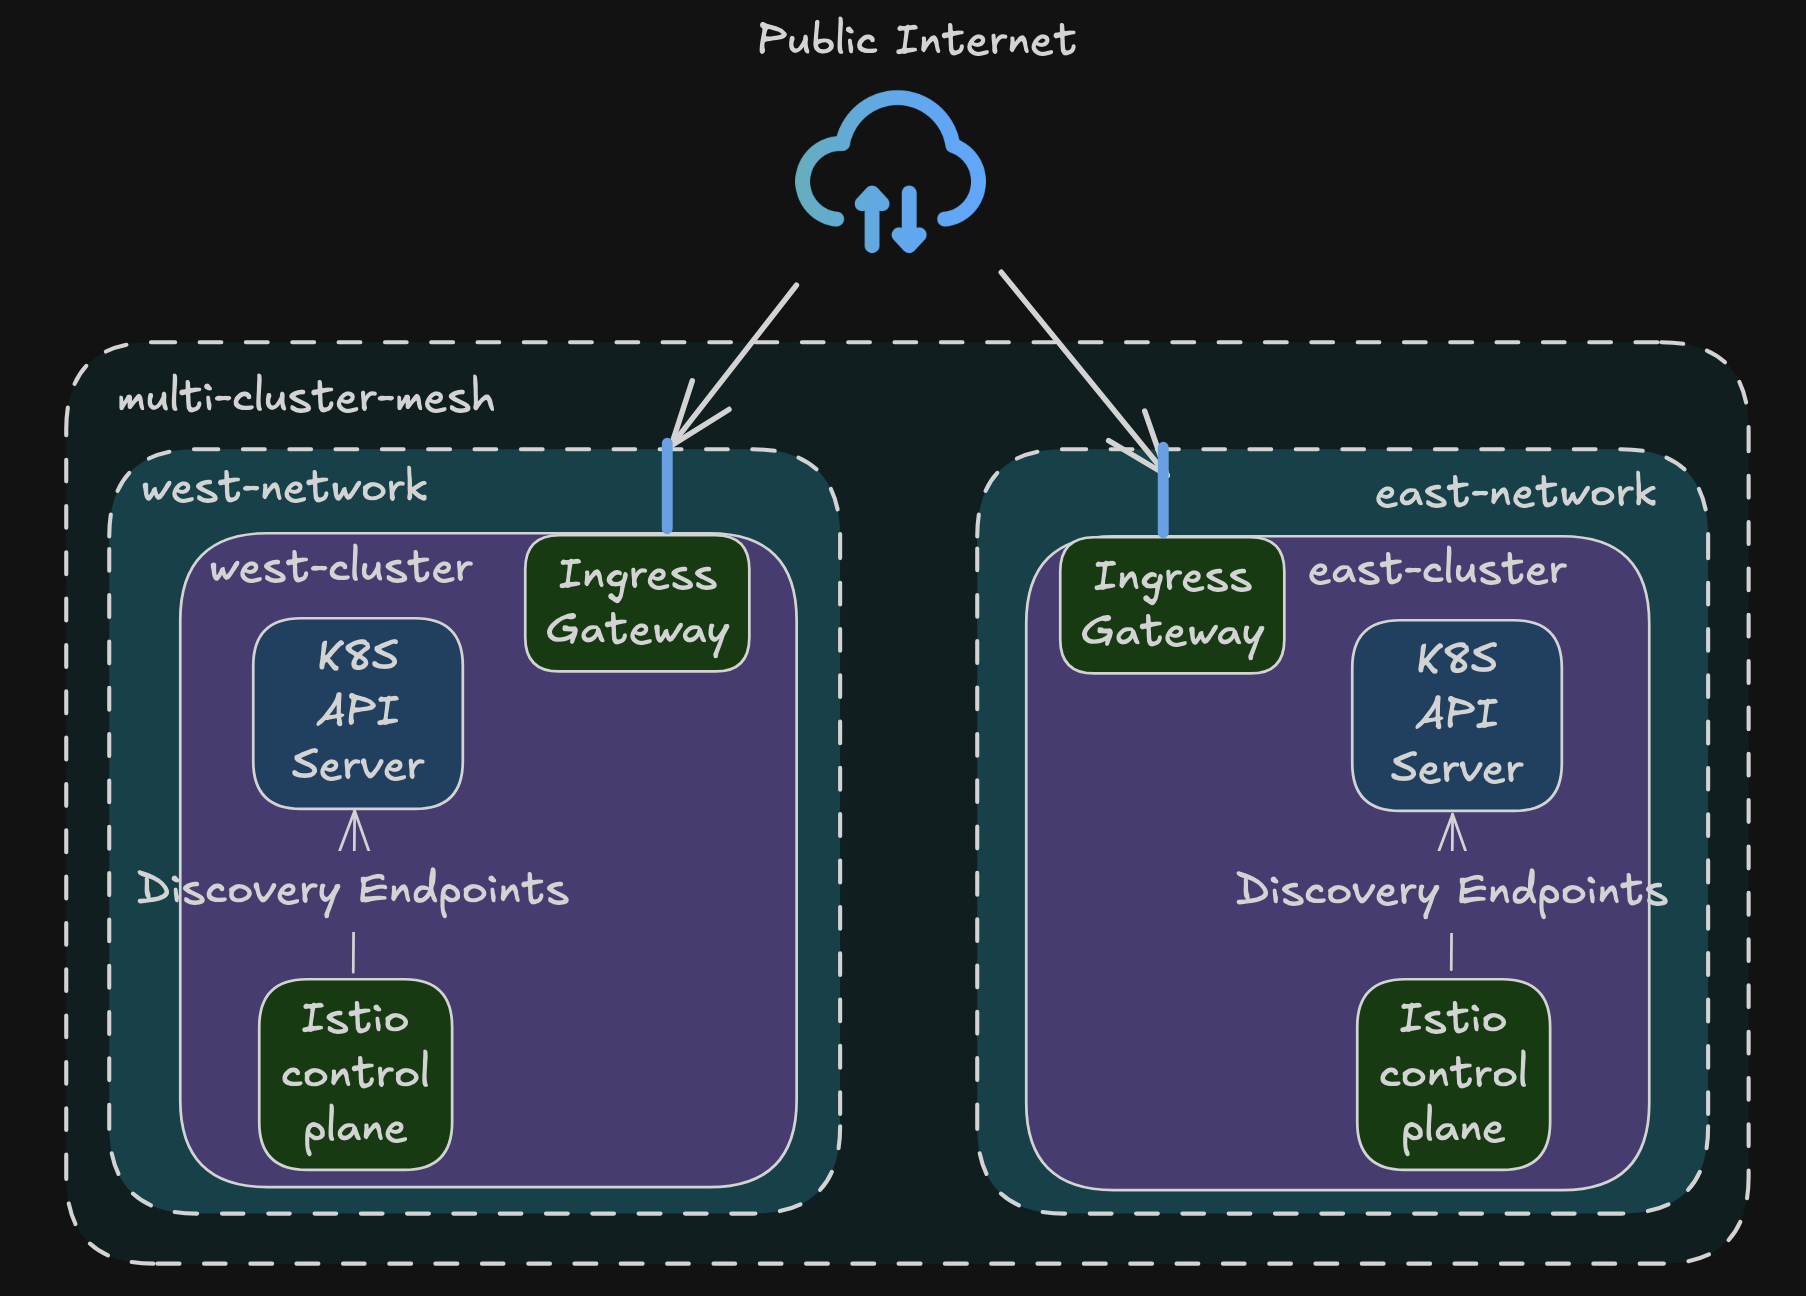 Public Internet
multi-cluster-mesh
west-network
west-cluster
Ingress
Gateway
K8S
API
Server
Discovery Endpoints
Istio
control
plane
east-network
Ingress
Gateway
east-cluster
K8S
API
Server
Discovery Endpoints
Istio
control
plane